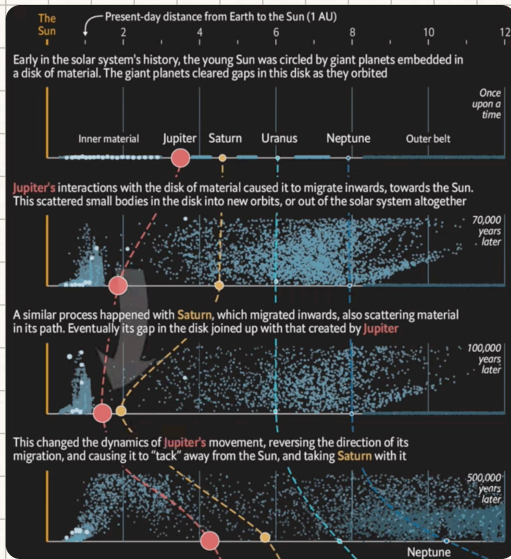 The
Sun
Present-day distance from Earth to the Sun (1 AU)
2
4
6
8
10
12
Early in the solar system's history, the young Sun was circled by giant planets embedded in
a disk of material. The giant planets cleared gaps in this disk as they orbited
Once
upon a
time
Inner material
Jupiter
Saturn
Uranus
Neptune
Outer belt
Jupiter's interactions with the disk of material caused it to migrate inwards, towards the Sun.
This scattered small bodies in the disk into new orbits, or out of the solar system altogether
70,000
years
later
A similar process happened with Saturn, which migrated inwards, also scattering material
in its path. Eventually its gap in the disk joined up with that created by Jupiter
100,000
years
later
This changed the dynamics of Jupiter's movement, reversing the direction of its
migration, and causing it to “tack” away from the Sun, and taking Saturn with it
500,000
years
later
Neptune